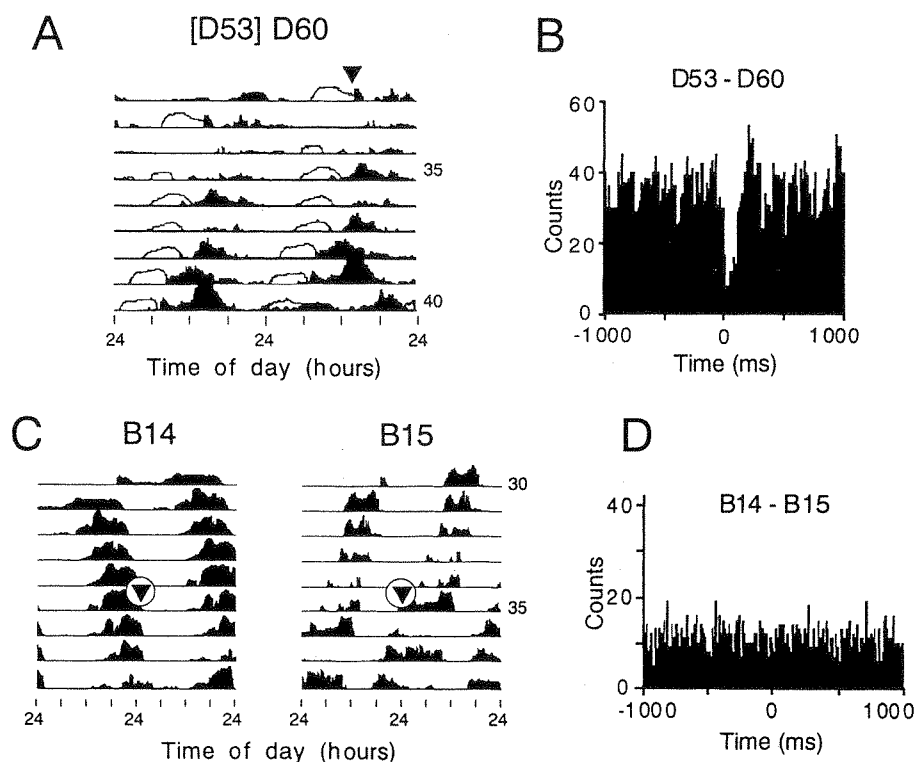 A
[D53] D60
35
40
24 24 24
Time of day (hours)
B
D53 - D60
60
40
20
0
Counts
-1000 0 1000
Time (ms)
C
B14 B15
30
35
24 24 24 24 24 24
Time of day (hours)
D
B14 - B15
40
20
0
Counts
-1000 0 1000
Time (ms)